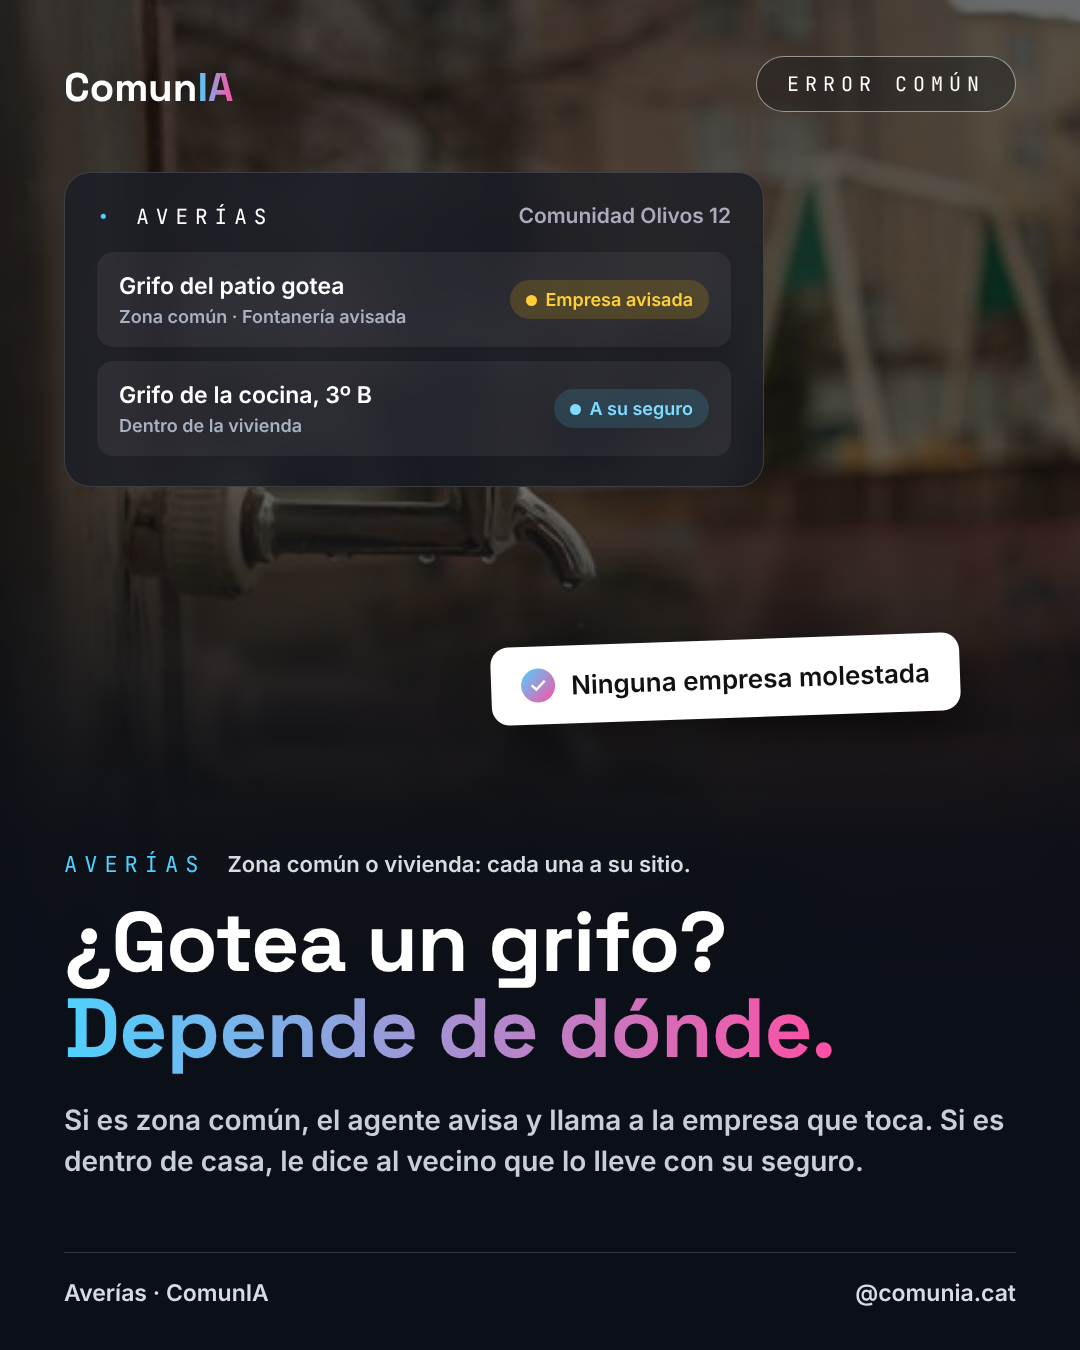 ComunIA
ERROR COMÚN
· AVERÍAS
Comunidad Olivos 12
Grifo del patio gotea
Zona común · Fontanería avisada
Empresa avisada
Grifo de la cocina, 3º B
Dentro de la vivienda
A su seguro
Ninguna empresa molestada
AVERÍAS Zona común o vivienda: cada una a su sitio.
¿Gotea un grifo?
Depende de dónde.
Si es zona común, el agente avisa y llama a la empresa que toca. Si es
dentro de casa, le dice al vecino que lo lleve con su seguro.
Averías · ComunIA
@comunia.cat